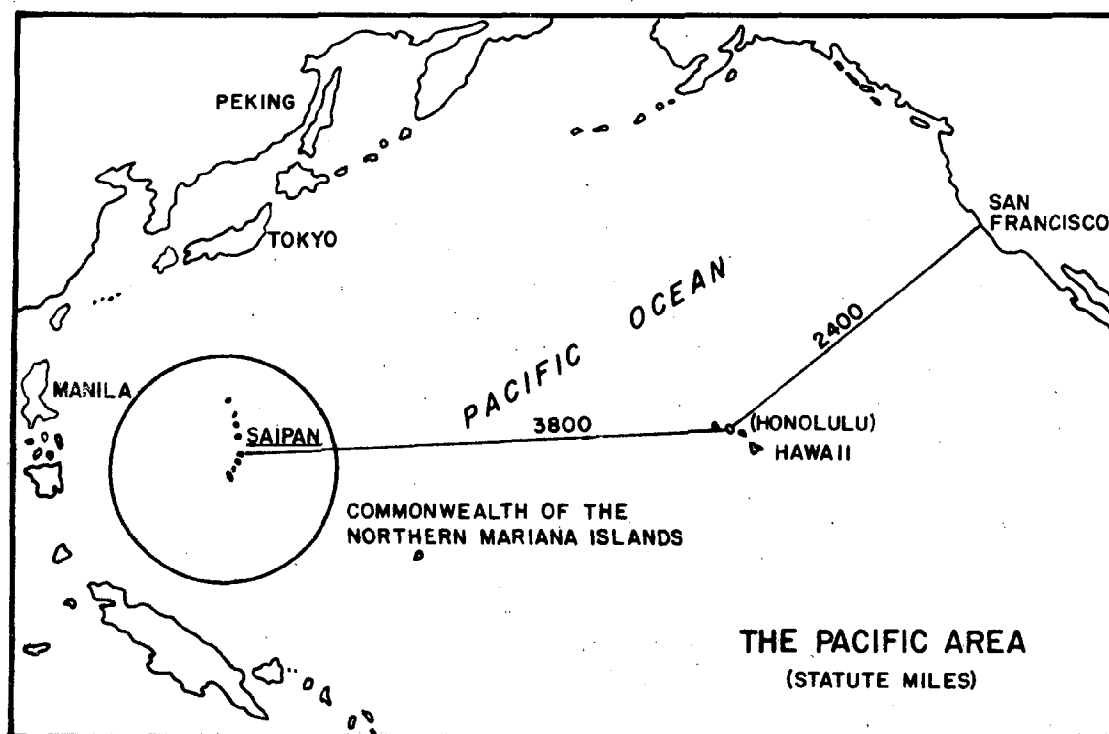 PEKING
TOKYO
SAN
FRANCISCO
PACIFIC OCEAN
2400
MANILA
SAIPAN
3800
(HONOLULU)
HAWAII
COMMONWEALTH OF THE
NORTHERN MARIANA ISLANDS
THE PACIFIC AREA
(STATUTE MILES)